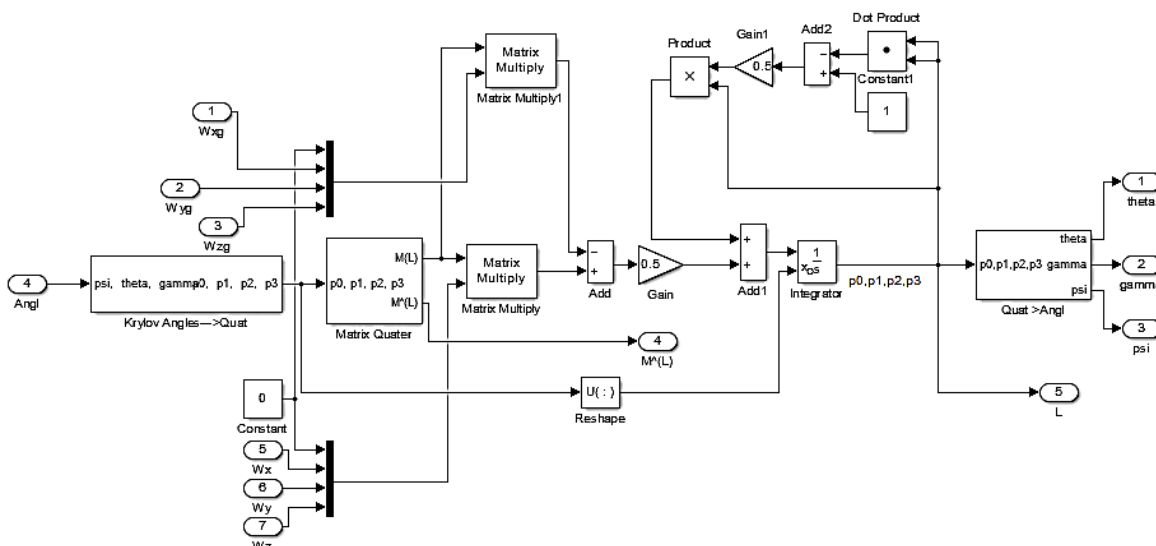 Dot Product
Add2
Gain1
Product
Matrix
Multiply
−
+
0.5
×
Constant1
1
Matrix Multiply1
1
Wxg
2
Wyg
3
Wzg
1
theta
4
Angl
psi, theta, gamma p0, p1, p2, p3
Krylov Angles--->Quat
M(L)
p0, p1, p2, p3
M^(L)
Matrix Quater
Matrix
Multiply
Matrix Multiply
−
+
Add
0.5
Gain
+
+
Add1
1
s
xo
Integrator
p0,p1,p2,p3
theta
p0,p1,p2,p3 gamma
psi
Quat >Angl
2
gamma
3
psi
4
M^(L)
0
Constant
U( : )
Reshape
5
L
5
Wx
6
Wy
7